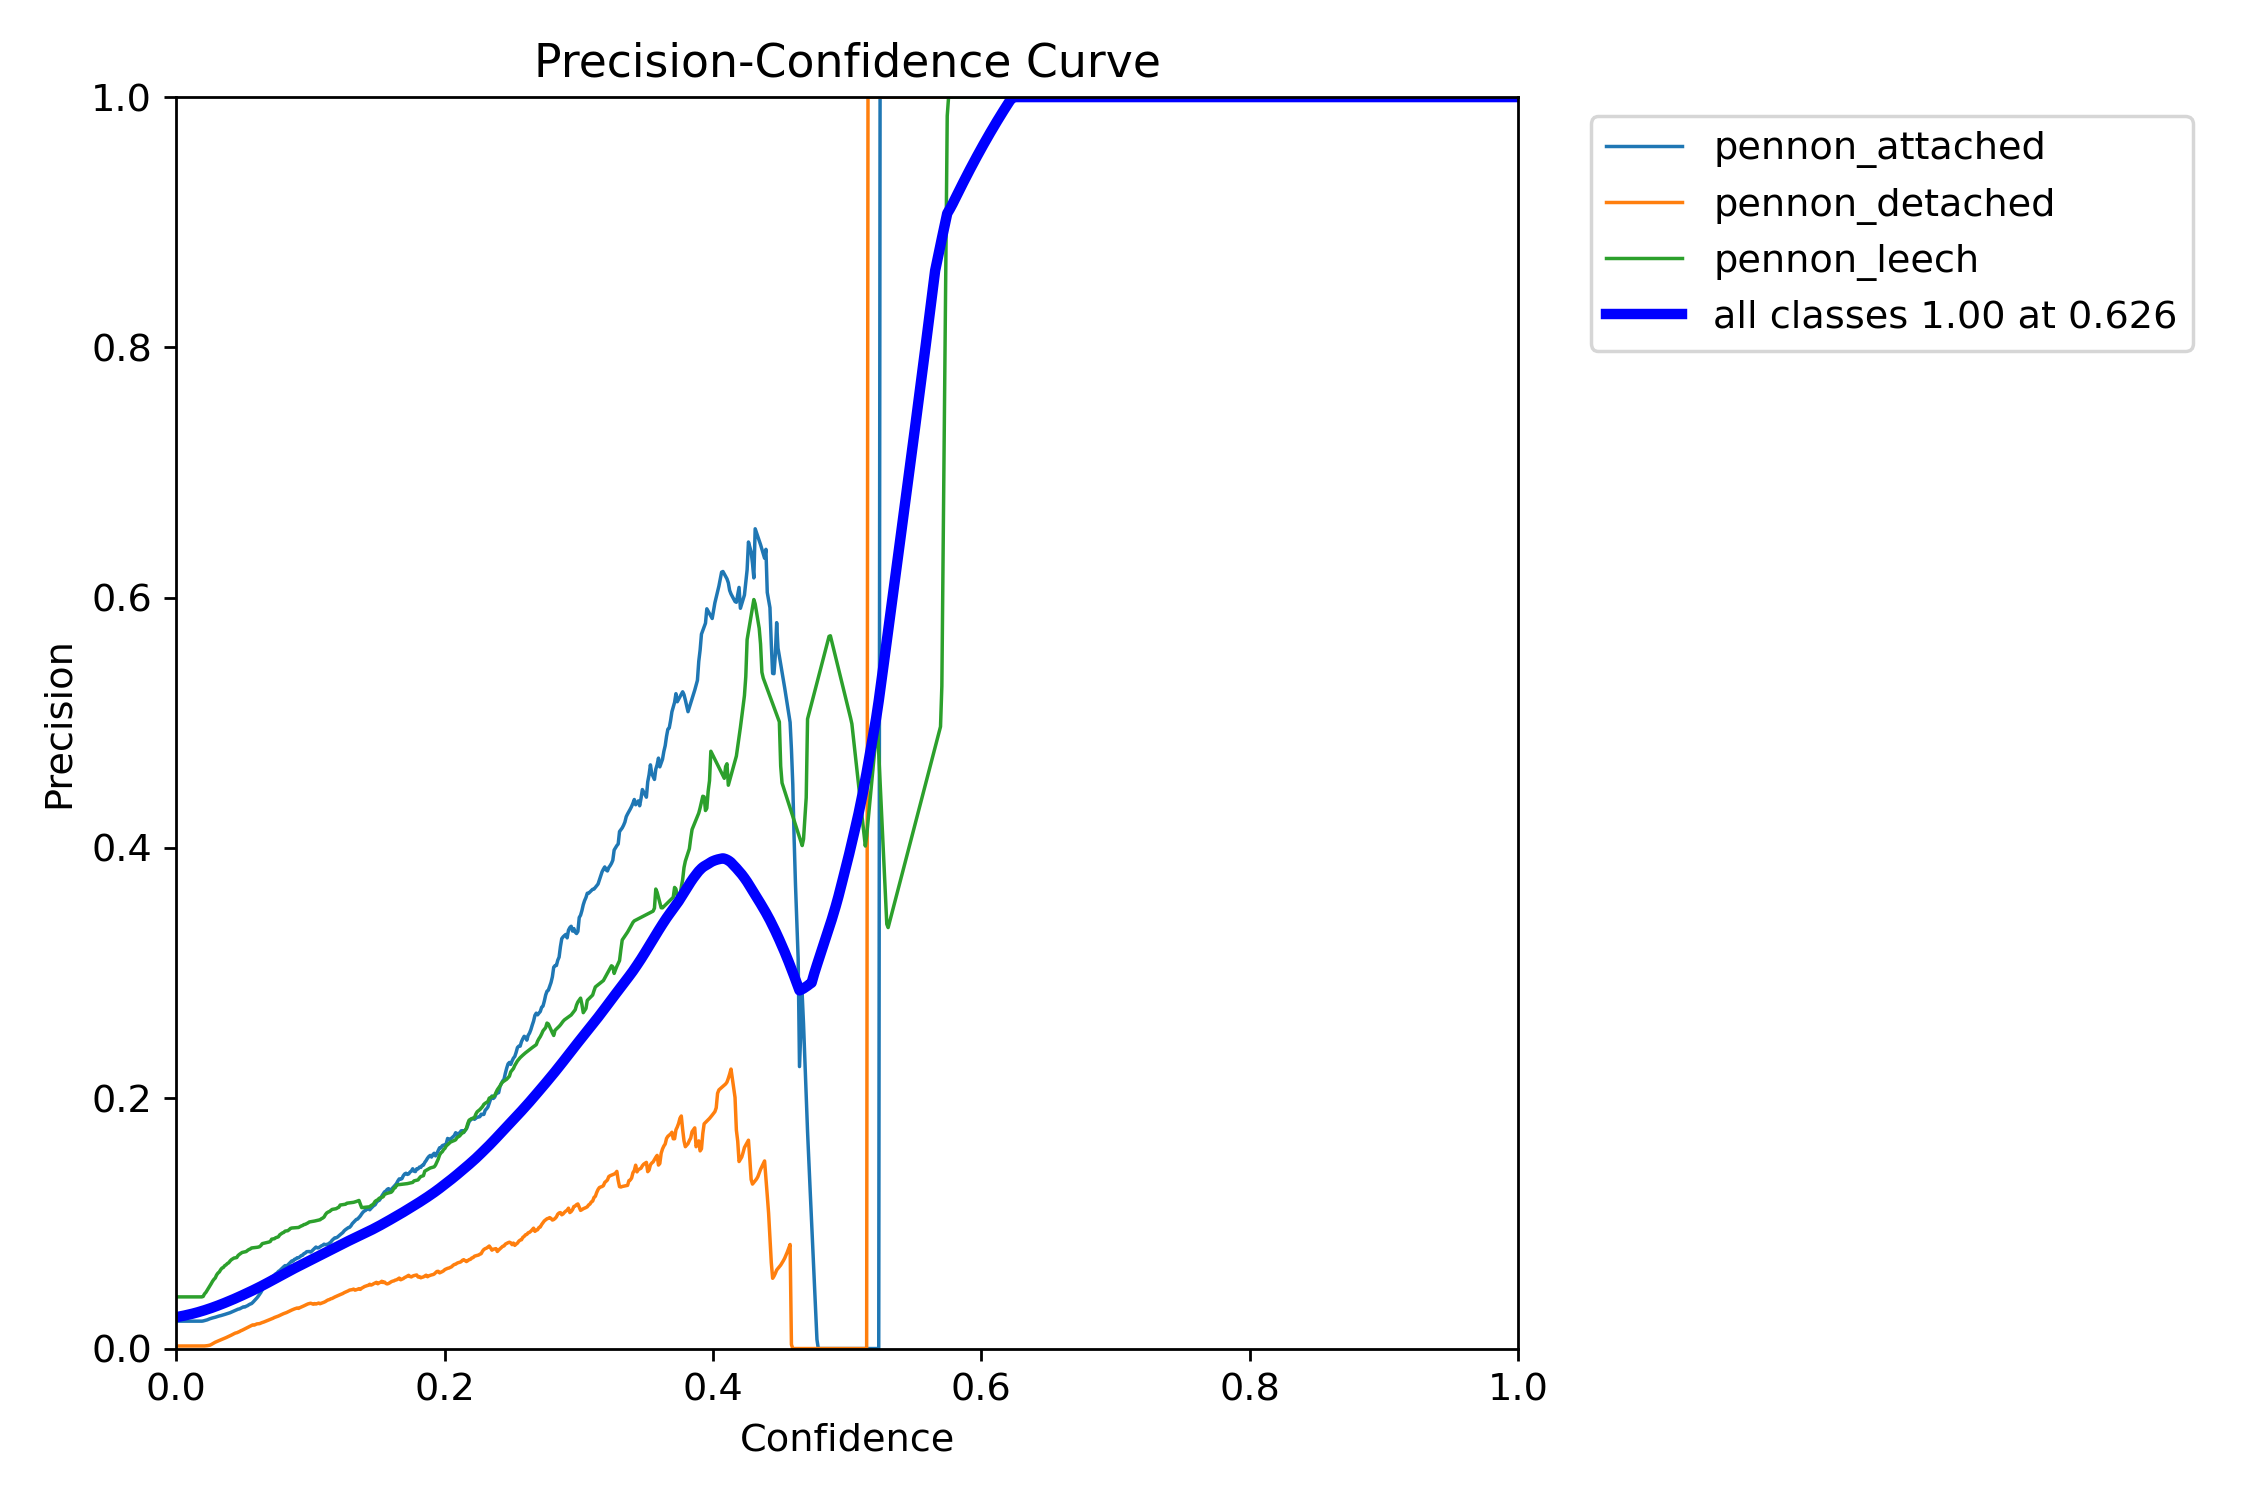 Precision-Confidence Curve
1.0
0.8
0.6
0.4
0.2
0.0
Precision
0.0 0.2 0.4 0.6 0.8 1.0
Confidence
pennon_attached
pennon_detached
pennon_leech
all classes 1.00 at 0.626